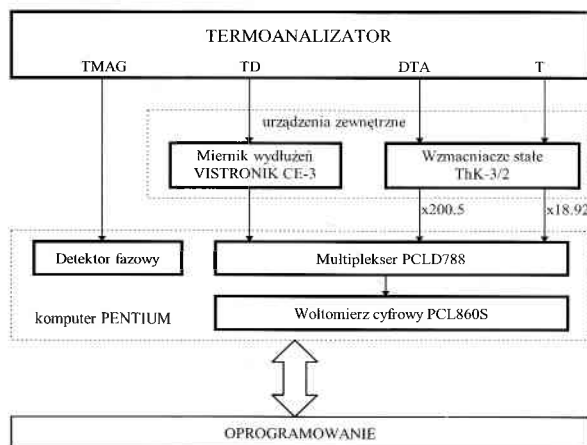 TERMOANALIZATOR
TMAG TD DTA T
urządzenia zewnętrzne
Miernik wydłużeń
VISTRONIK CE-3
Wzmacniacze stałe
ThK-3/2
x200.5 x18.92
Detektor fazowy
Multiplekser PCLD788
komputer PENTIUM
Woltomierz cyfrowy PCL860S
OPROGRAMOWANIE